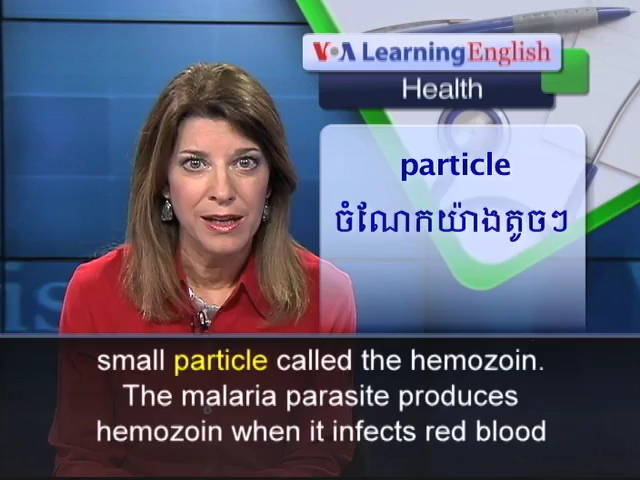 VOA Learning English
Health
particle
ចំណែកយ៉ាងតូចៗ
small particle called the hemozoin.
The malaria parasite produces
hemozoin when it infects red blood